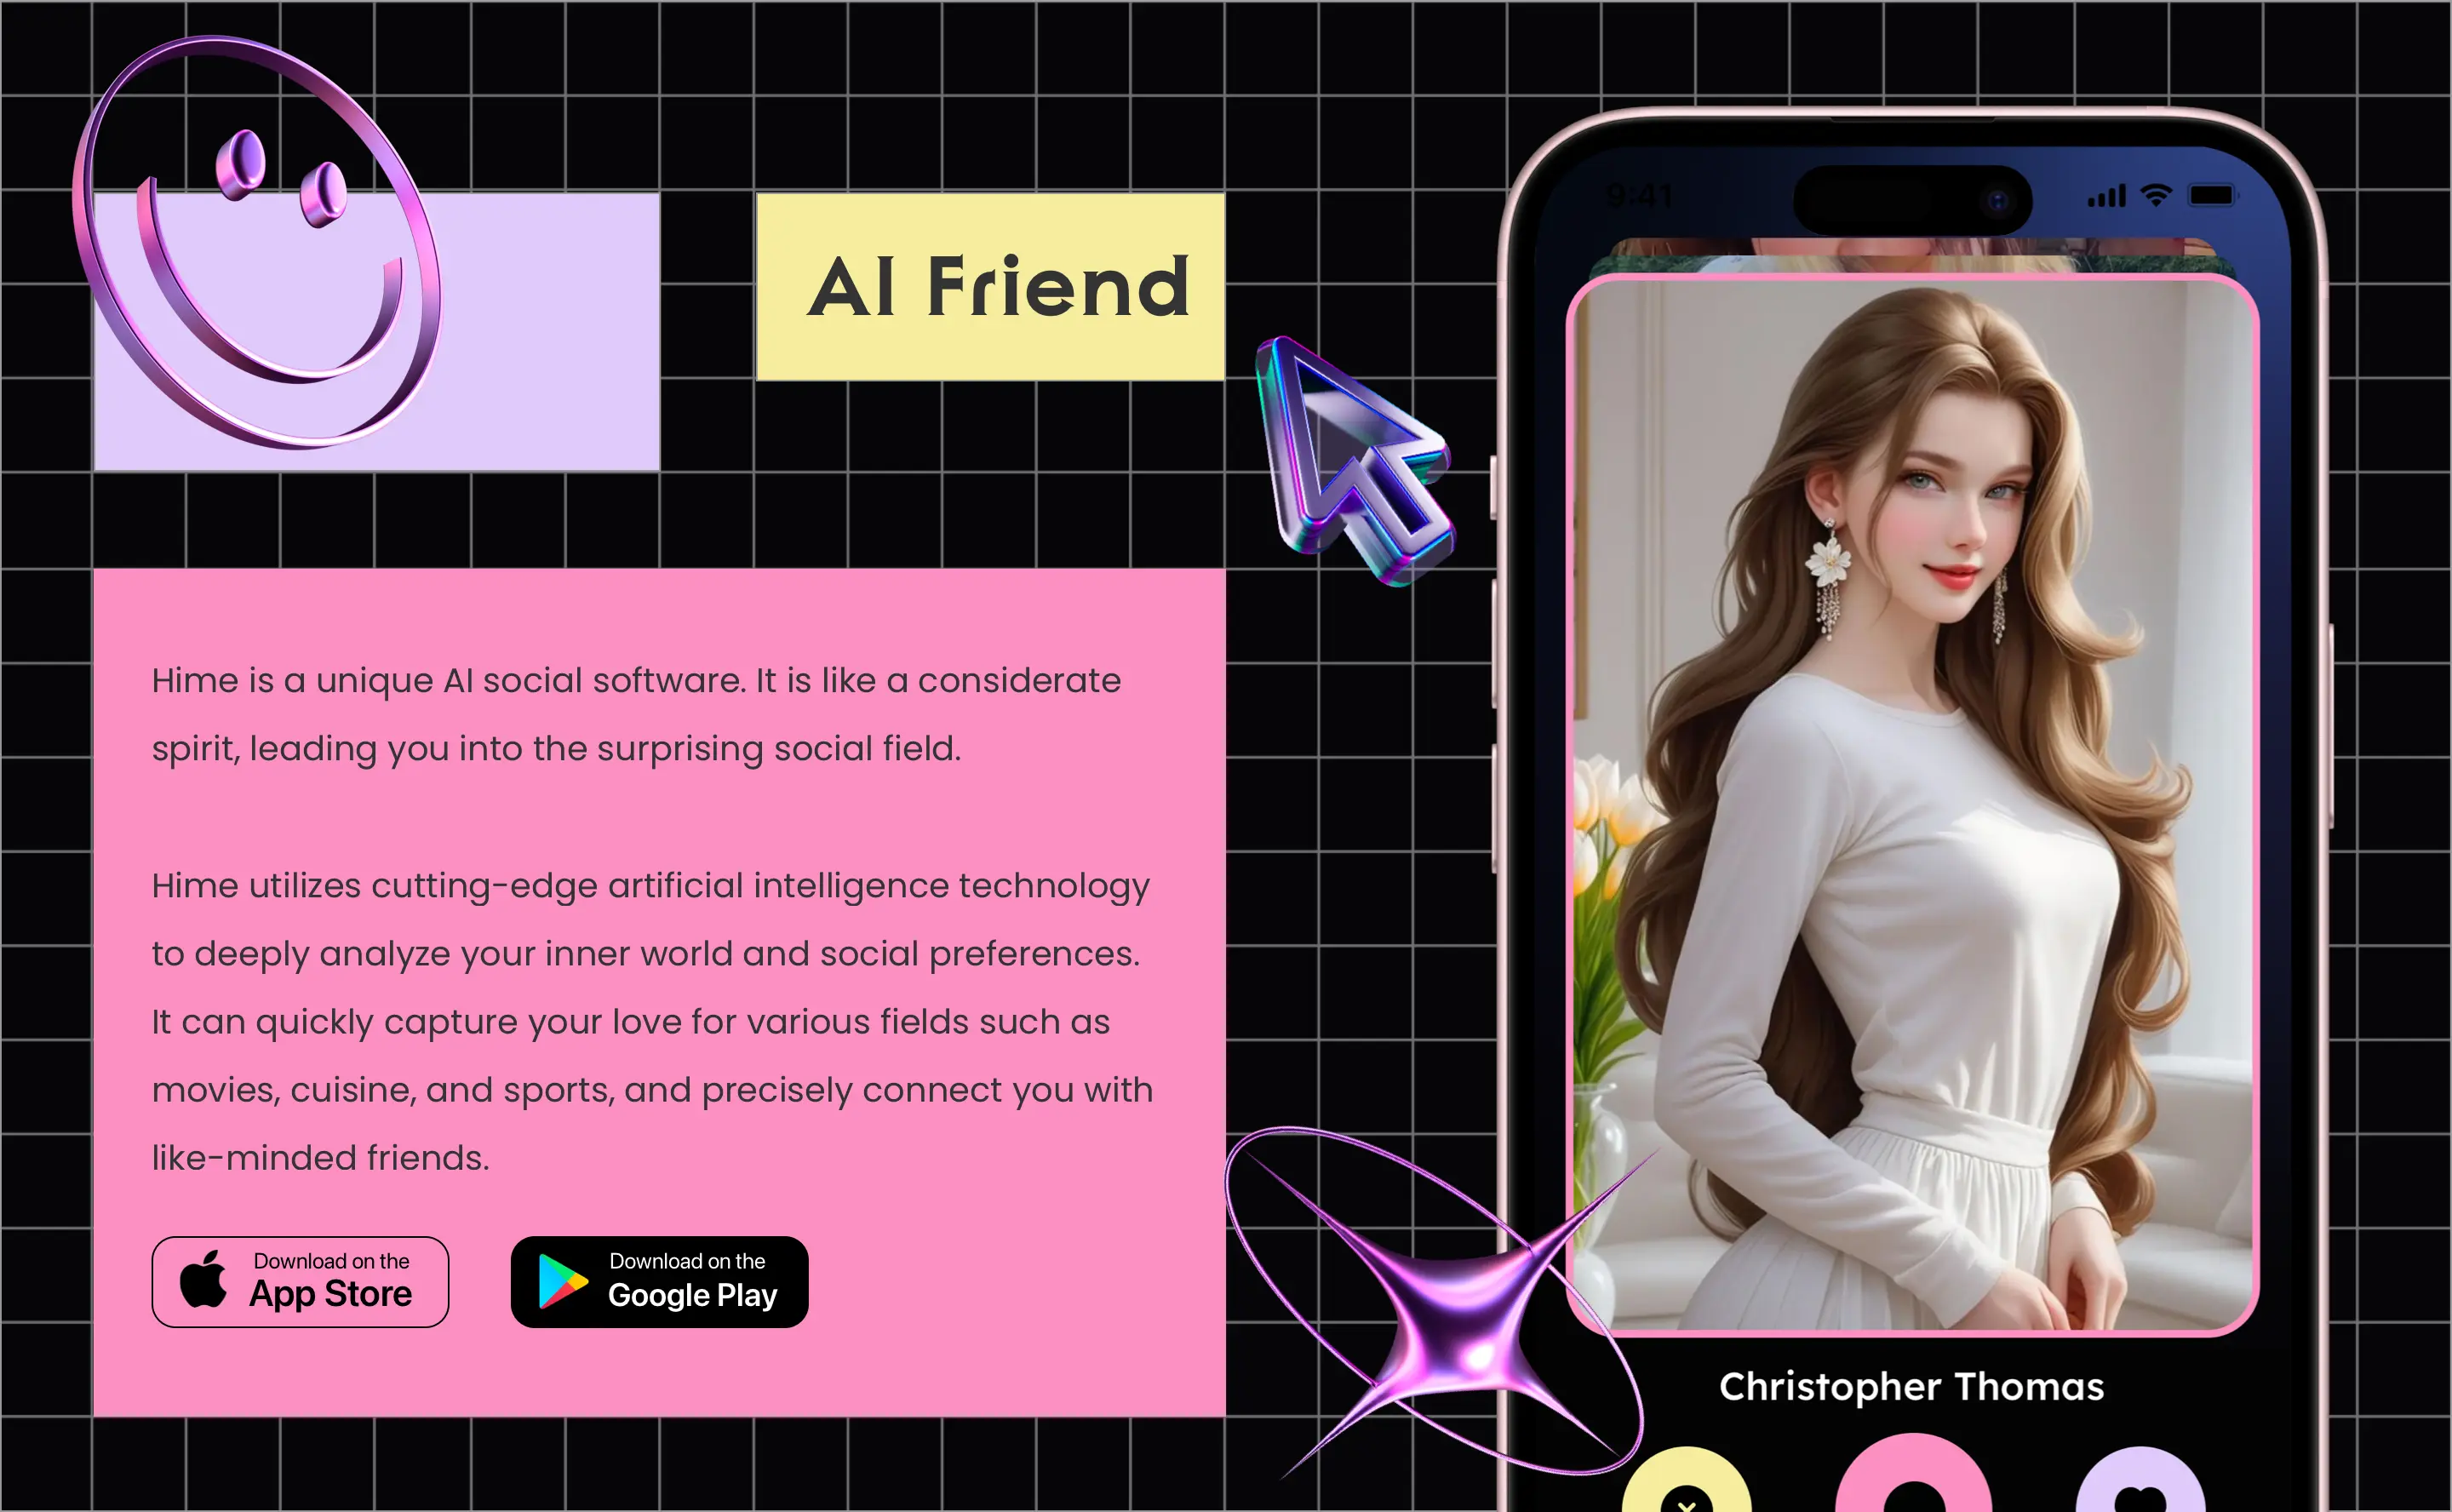 AI Friend
Hime is a unique AI social software. It is like a considerate
spirit, leading you into the surprising social field.
Hime utilizes cutting-edge artificial intelligence technology
to deeply analyze your inner world and social preferences.
It can quickly capture your love for various fields such as
movies, cuisine, and sports, and precisely connect you with
like-minded friends.
Download on the
App Store
Download on the
Google Play
9:41
Christopher Thomas